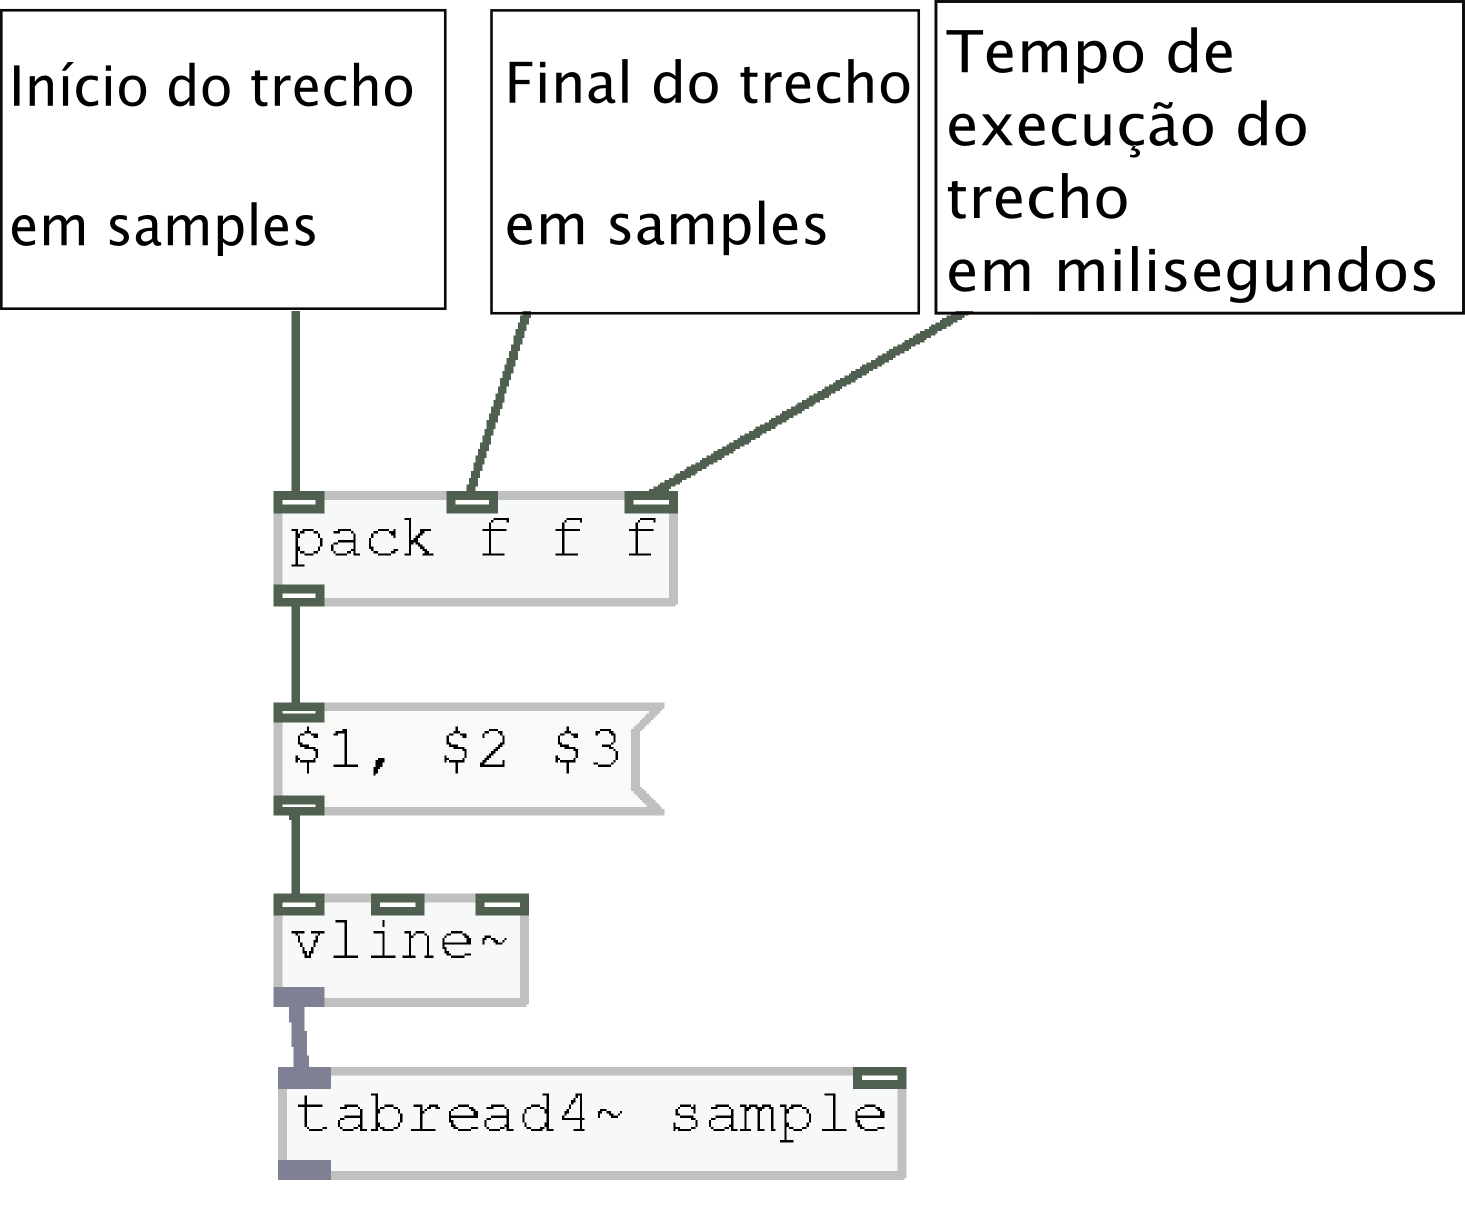 Início do trecho
em samples
Final do trecho
em samples
Tempo de
execução do
trecho
em milisegundos
pack f f f
$1, $2 $3
vline~
tabread4~ sample